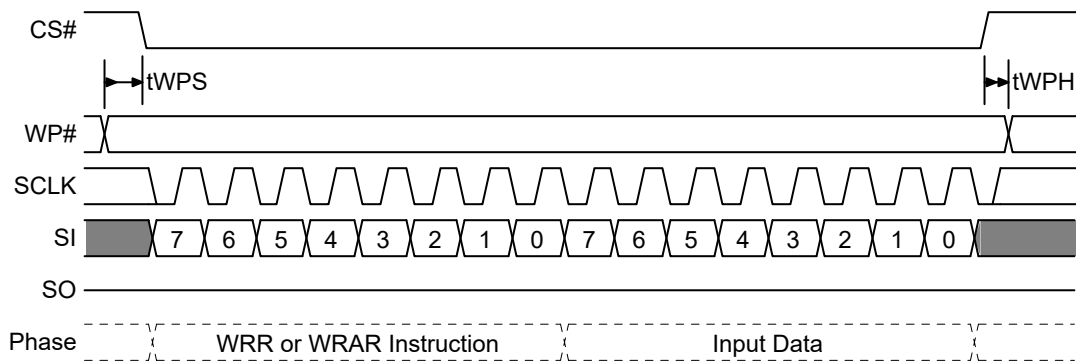 CS#
tWPS tWPH
WP#
SCLK
SI 7 6 5 4 3 2 1 0 7 6 5 4 3 2 1 0
SO
Phase WRR or WRAR Instruction Input Data